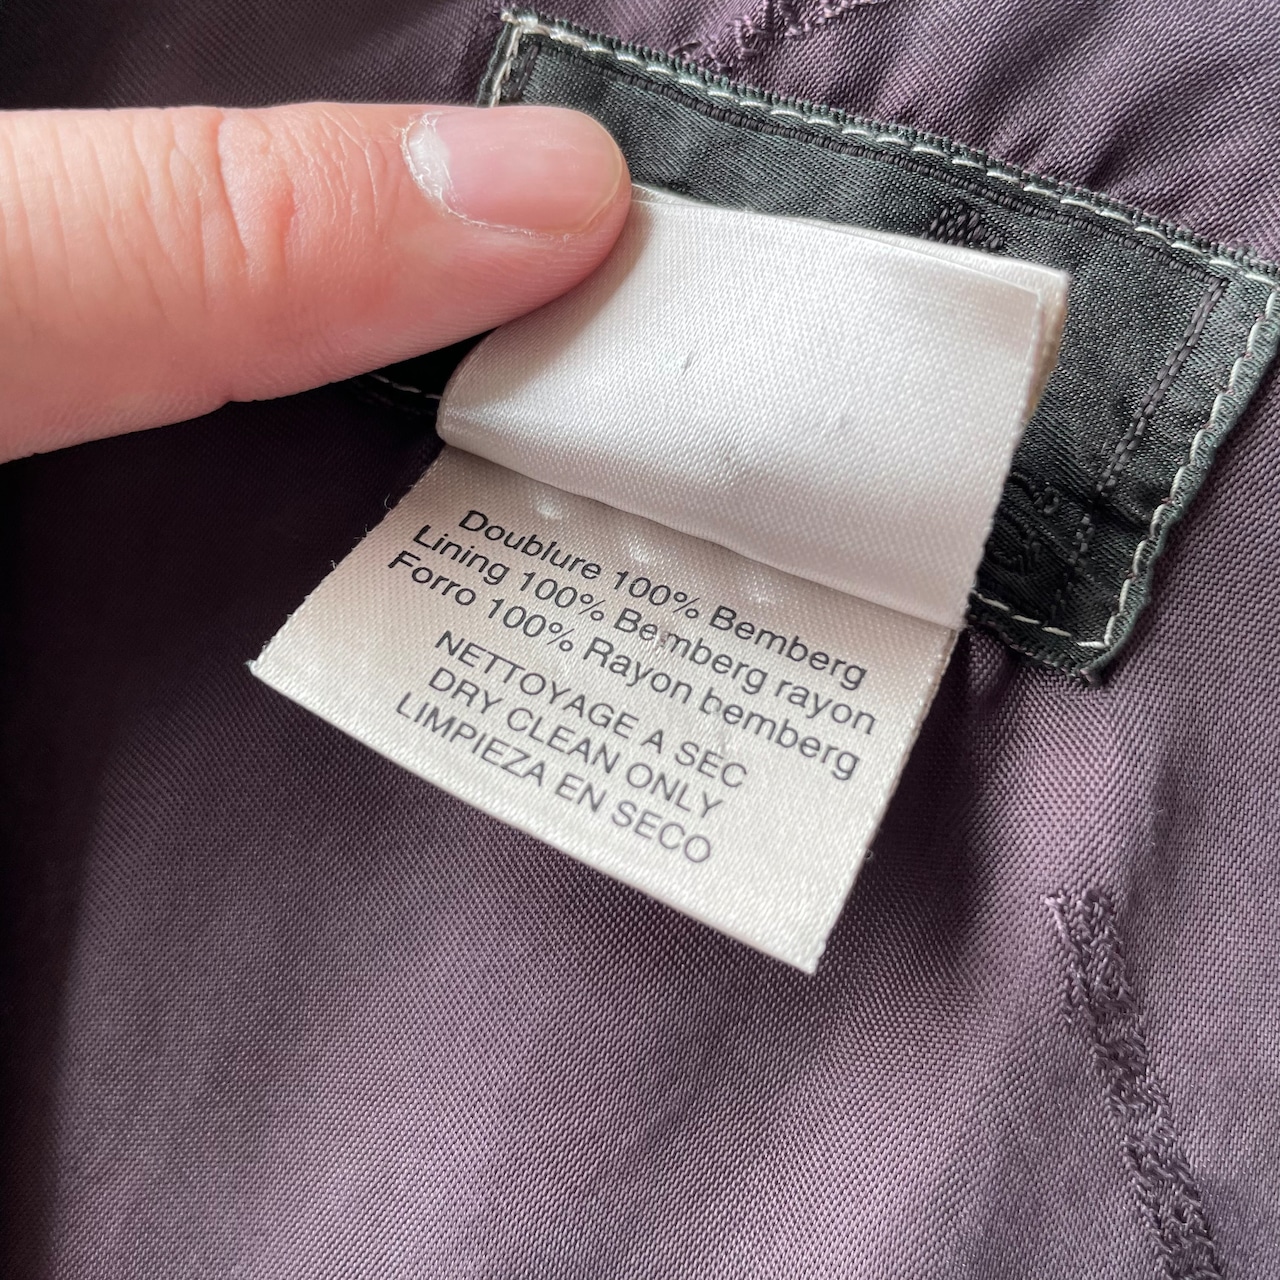 Doublure 100% Bemberg
Lining 100% Bemberg rayon
Forro 100% Rayon bemberg
NETTOYAGE A SEC
DRY CLEAN ONLY
LIMPIEZA EN SECO